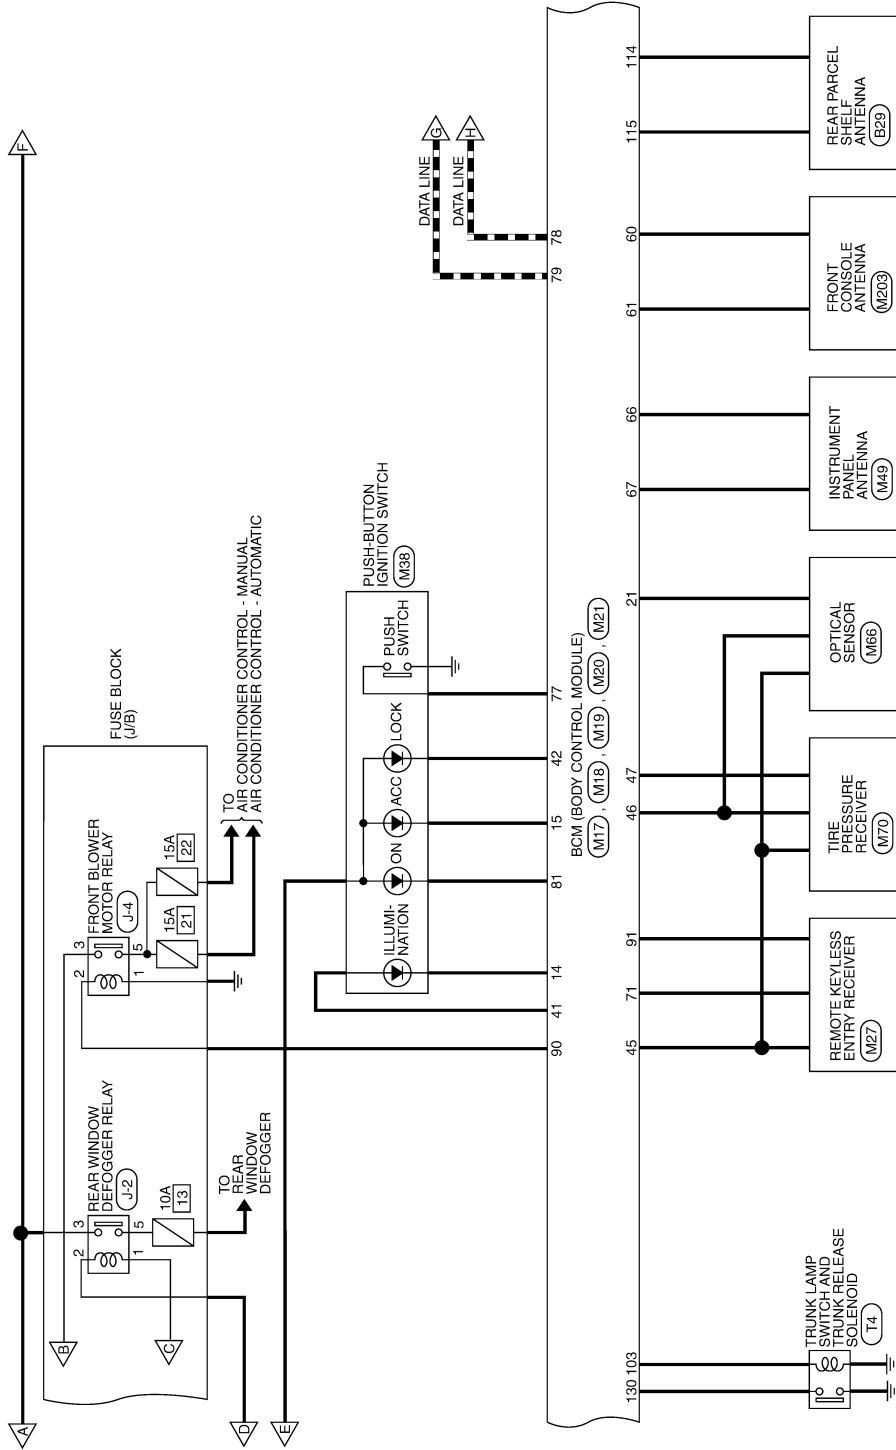 A
F
B
C
D
E
FUSE BLOCK
(J/B)
REAR WINDOW
DEFOGGER RELAY
J-2
2
3
1
5
10A
13
TO
REAR
WINDOW
DEFOGGER
FRONT BLOWER
MOTOR RELAY
J-4
2
3
1
5
15A
21
15A
22
TO
AIR CONDITIONER CONTROL - MANUAL
AIR CONDITIONER CONTROL - AUTOMATIC
PUSH-BUTTON
IGNITION SWITCH
M38
ILLUMI-
NATION
ON
ACC
LOCK
PUSH
SWITCH
DATA LINE
G
DATA LINE
H
90
41
14
81
15
42
77
79
78
BCM (BODY CONTROL MODULE)
M17 , M18 , M19 , M20 , M21
130
103
45
71
91
46
47
21
67
66
61
60
115
114
TRUNK LAMP
SWITCH AND
TRUNK RELEASE
SOLENOID
T4
REMOTE KEYLESS
ENTRY RECEIVER
M27
TIRE
PRESSURE
RECEIVER
M70
OPTICAL
SENSOR
M66
INSTRUMENT
PANEL
ANTENNA
M49
FRONT
CONSOLE
ANTENNA
M203
REAR PARCEL
SHELF
ANTENNA
B29